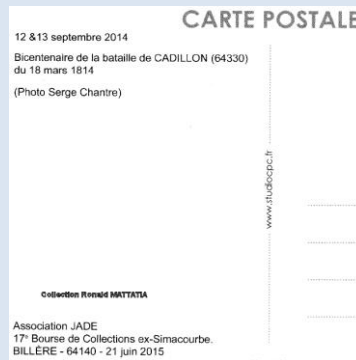 CARTE POSTALE
12 &13 septembre 2014
Bicentenaire de la bataille de CADILLON (64330)
du 18 mars 1814
(Photo Serge Chantre)
www.studiocpc.fr
Collection Ronald MATTATIA
Association JADE
17e Bourse de Collections ex-Simacourbe.
BILLÈRE - 64140 - 21 juin 2015